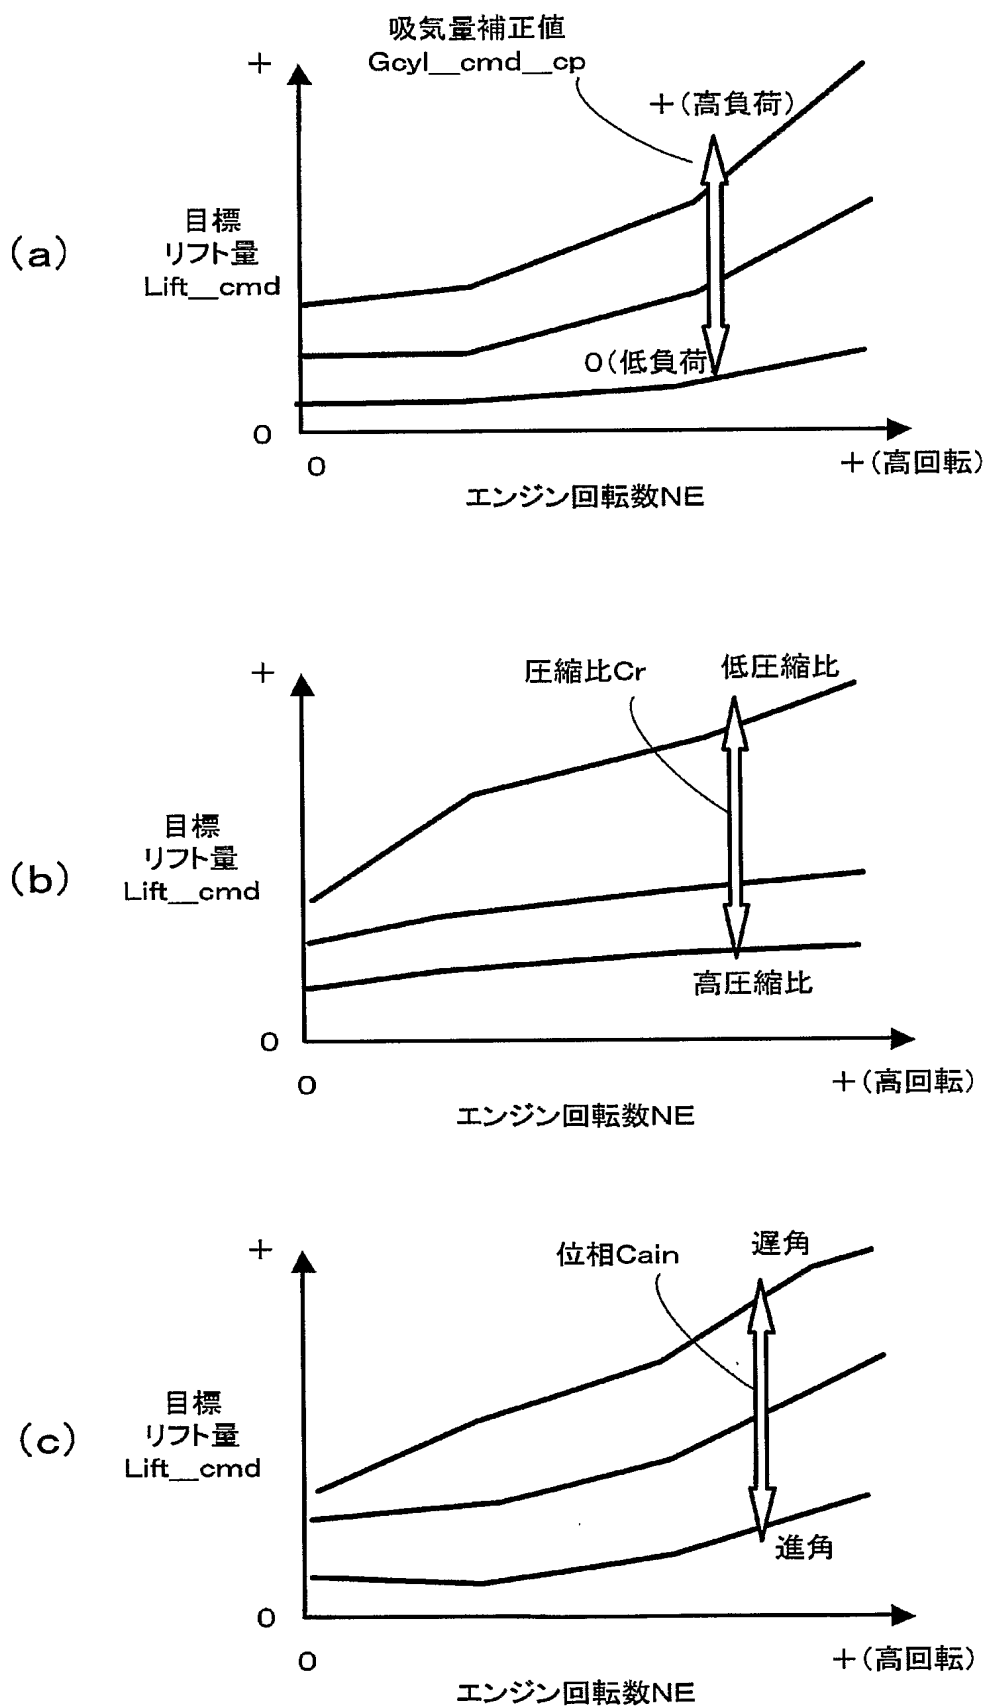 吸気量補正値
Gcyl__cmd__cp
+
+(高負荷)
(a)
目標
リフト量
Lift__cmd
0(低負荷
0
0
+(高回転)
エンジン回転数NE
+
圧縮比Cr
低圧縮比
(b)
目標
リフト量
Lift__cmd
高圧縮比
0
0
+(高回転)
エンジン回転数NE
+
位相Cain
遅角
(c)
目標
リフト量
Lift__cmd
進角
0
0
+(高回転)
エンジン回転数NE